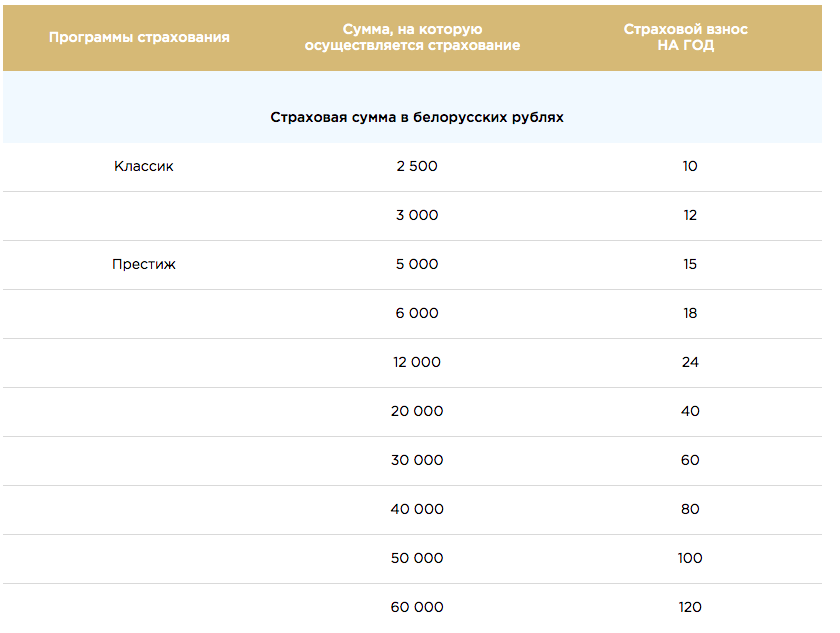 Программы страхования
Сумма, на которую
осуществляется страхование
Страховой взнос
НА ГОД
Страховая сумма в белорусских рублях
Классик 2 500 10
3 000 12
Престиж 5 000 15
6 000 18
12 000 24
20 000 40
30 000 60
40 000 80
50 000 100
60 000 120